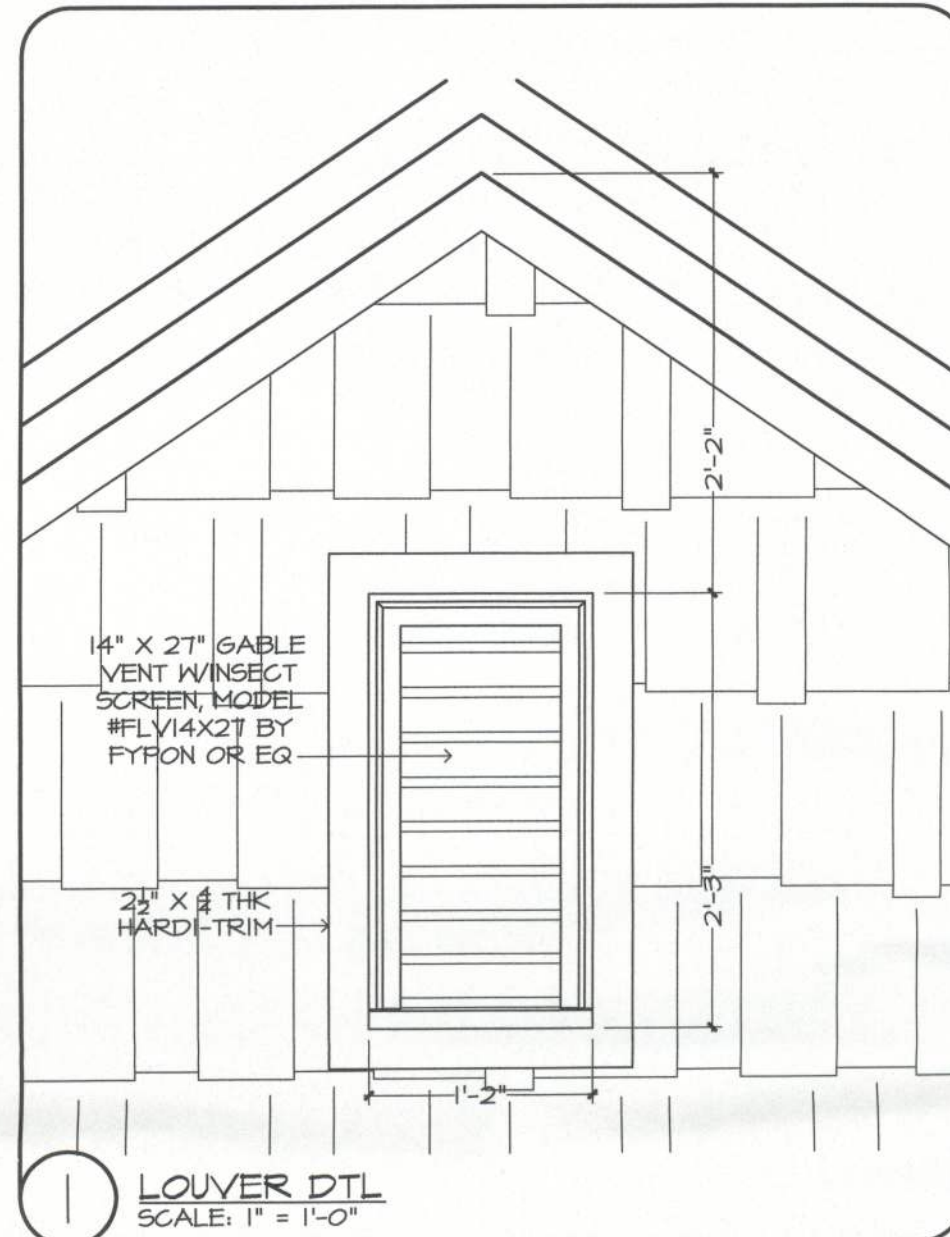 2'-2"
14" X 27" GABLE
VENT W/INSECT
SCREEN, MODEL
#FLV14X27 BY
FYPON OR EQ
2'-3"
2½" X 4/4 THK
HARDI-TRIM
1'-2"
1
LOUVER DTL
SCALE: 1" = 1'-0"